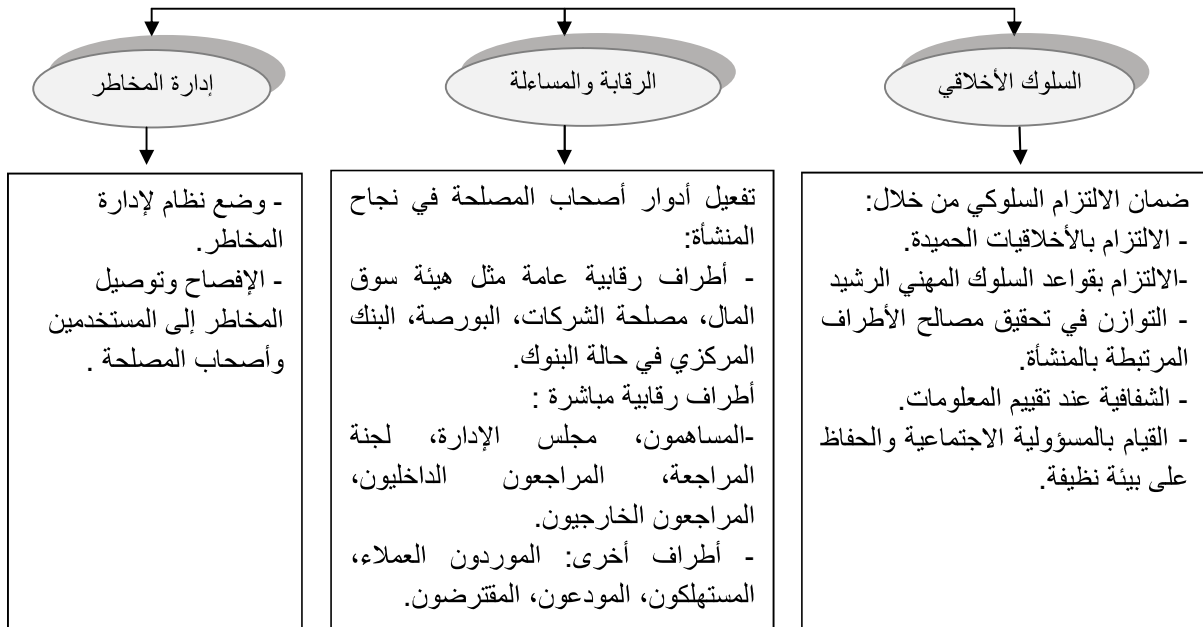 السلوك الأخلاقي
ضمان الالتزام السلوكي من خلال:
- الالتزام بالأخلاقيات الحميدة.
-الالتزام بقواعد السلوك المهني الرشيد
- التوازن في تحقيق مصالح الأطراف
المرتبطة بالمنشأة.
- الشفافية عند تقييم المعلومات.
- القيام بالمسؤولية الاجتماعية والحفاظ
على بيئة نظيفة.
الرقابة والمساءلة
تفعيل أدوار أصحاب المصلحة في نجاح
المنشأة:
- أطراف رقابية عامة مثل هيئة سوق
المال، مصلحة الشركات، البورصة، البنك
المركزي في حالة البنوك.
أطراف رقابية مباشرة :
-المساهمون، مجلس الإدارة، لجنة
المراجعة، المراجعون الداخليون،
المراجعون الخارجيون.
- أطراف أخرى: الموردون العملاء،
المستهلكون، المودعون، المقترضون.
إدارة المخاطر
- وضع نظام لإدارة
المخاطر.
- الإفصاح وتوصيل
المخاطر إلى المستخدمين
وأصحاب المصلحة .